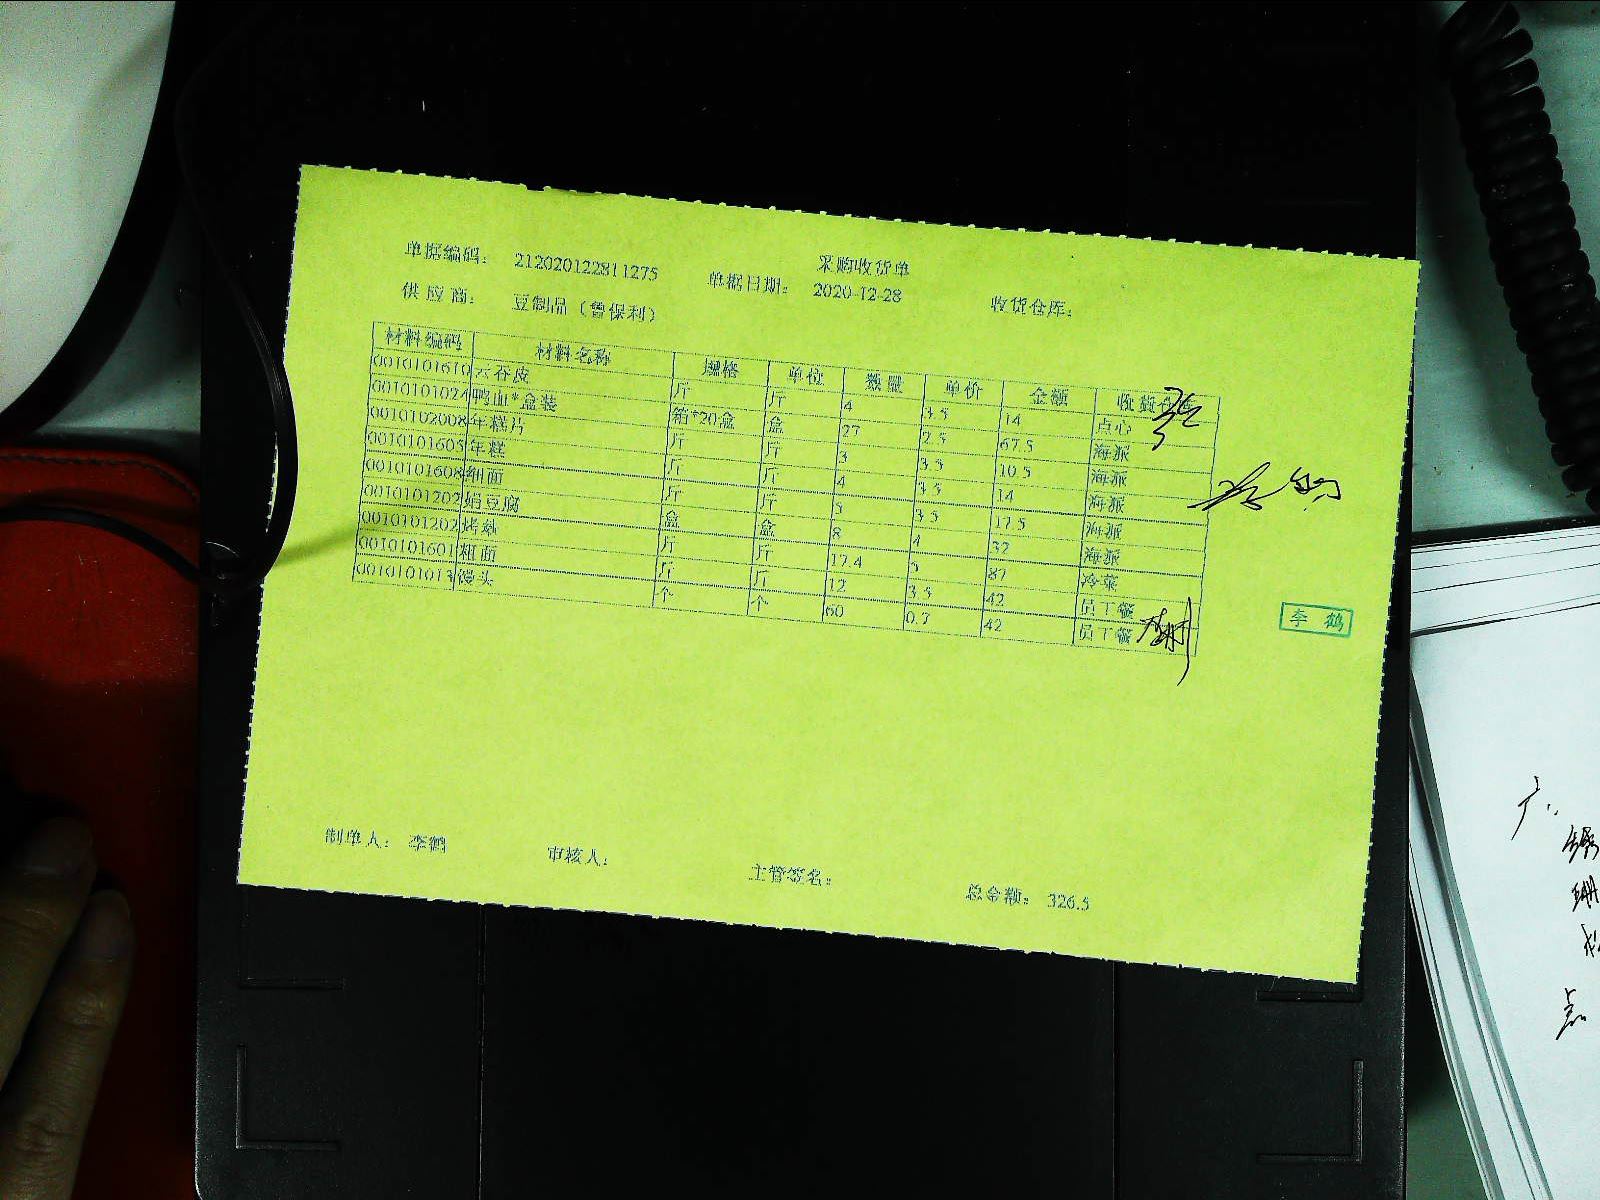 采购收货单
单据编码： 212020122811275 单据日期： 2020-12-28 收货仓库：
供应商： 豆制品（曾保利）
材料编码 材料名称 规格 单位 数量 单价 金额 收货仓库
0010101610 云吞皮 斤 斤 4 3.5 14 点心
001010102 鸭血*盒装 箱*20盒 盒 27 2.5 67.5 海派
0010102008 年糕片 斤 斤 3 3.5 10.5 海派
0010101605 年糕 斤 斤 4 3.5 14 海派
0010101608 细面 斤 斤 5 3.5 17.5 海派
0010101202 绢豆腐 盒 盒 8 4 32 海派
0010101202 烤麸 斤 斤 17.4 5 87 冷菜
0010101601 粗面 斤 斤 12 3.5 42 员工餐
001010101 馒头 个 个 60 0.7 42 员工餐
李鹤
制单人： 李鹤 审核人： 主管签名： 总金额： 326.5